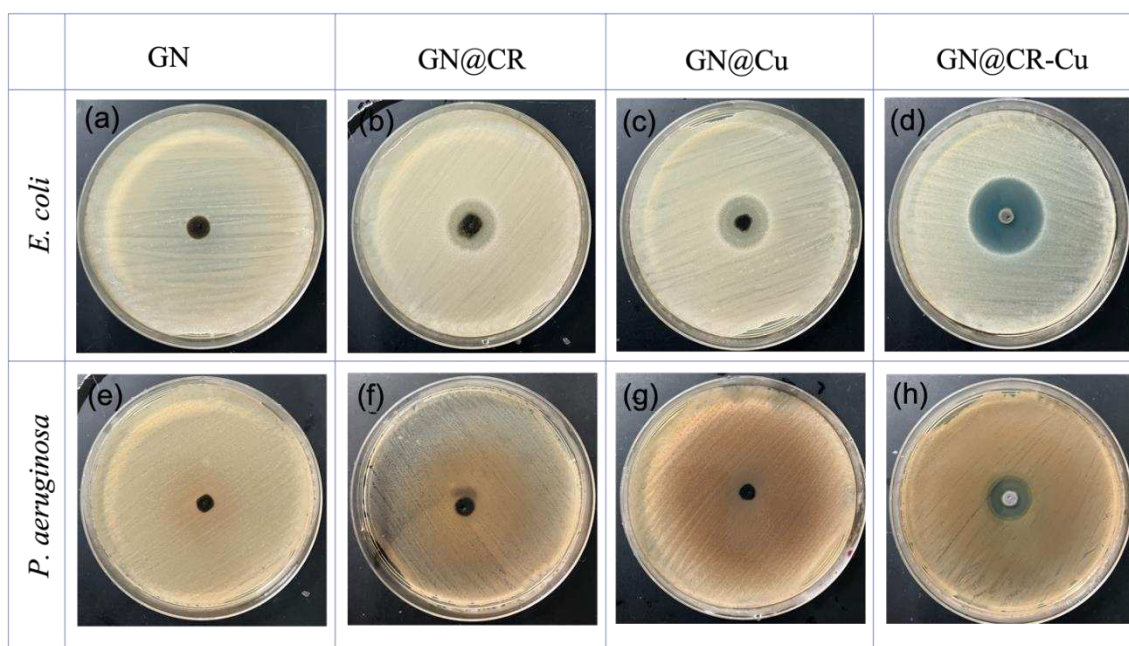 GN GN@CR GN@Cu GN@CR-Cu
E. coli
(a) (b) (c) (d)
P. aeruginosa
(e) (f) (g) (h)